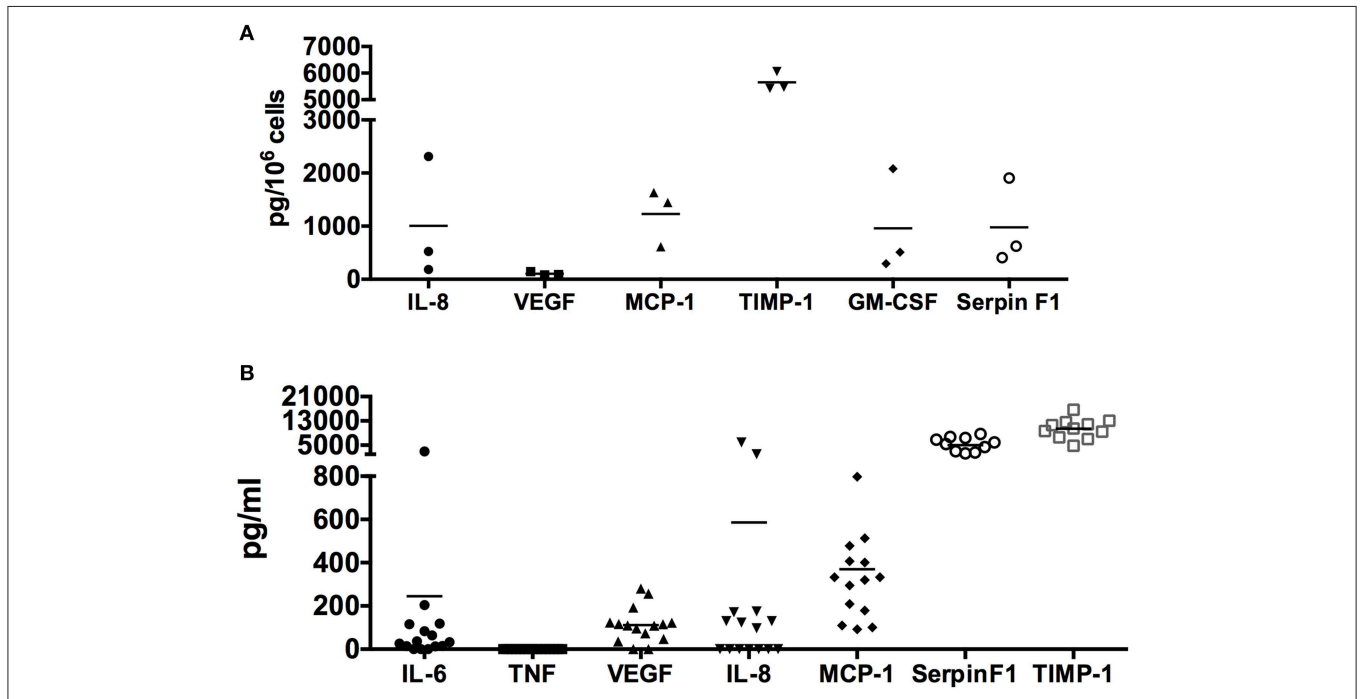 A
7000
6000
5000
3000
2000
1000
0
pg/10⁶ cells
IL-8 VEGF MCP-1 TIMP-1 GM-CSF Serpin F1
B
21000
13000
5000
800
600
400
200
0
pg/ml
IL-6 TNF VEGF IL-8 MCP-1 SerpinF1 TIMP-1